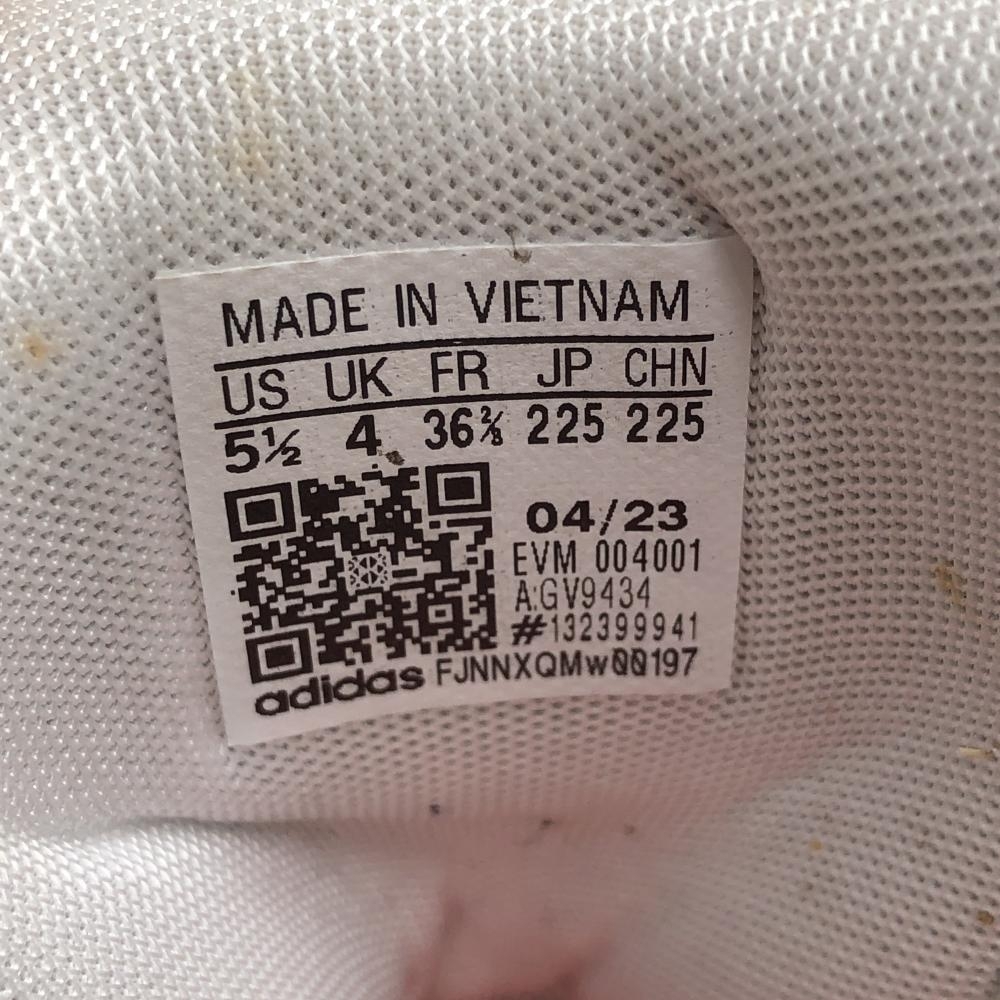 MADE IN VIETNAM
US UK FR JP CHN
5½ 4 36⅔ 225 225
04/23
EVM 004001
A:GV9434
#132399941
adidas FJNNXQMw00197